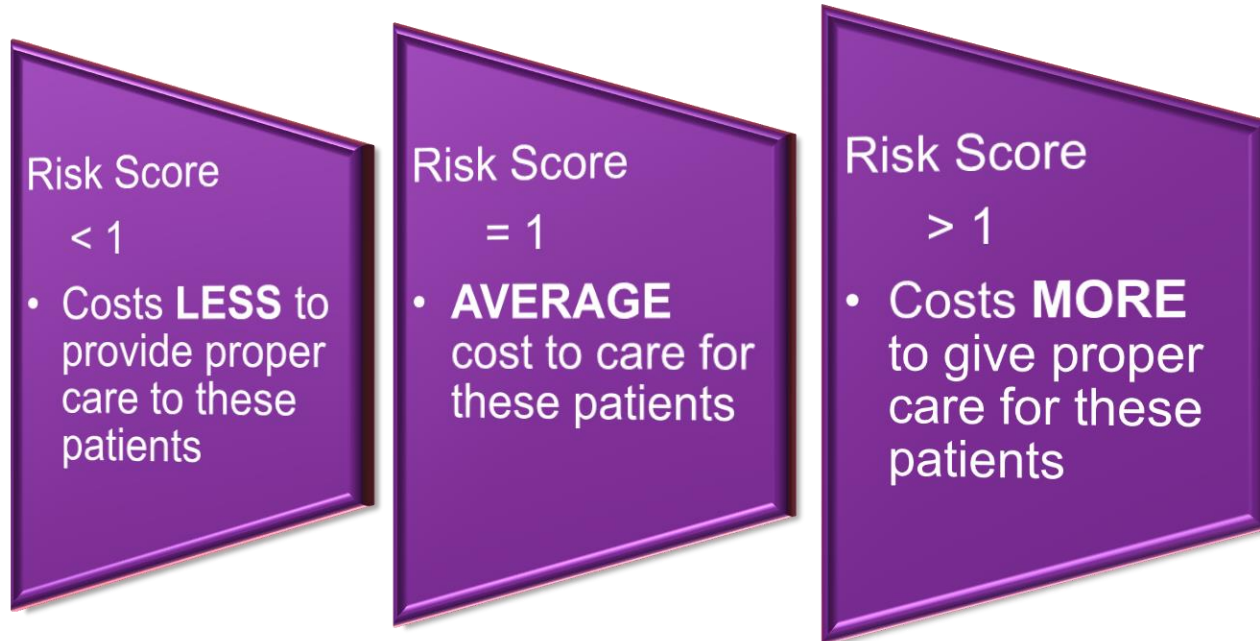 Risk Score
< 1
• Costs LESS to
provide proper
care to these
patients
Risk Score
= 1
• AVERAGE
cost to care for
these patients
Risk Score
> 1
• Costs MORE
to give proper
care for these
patients